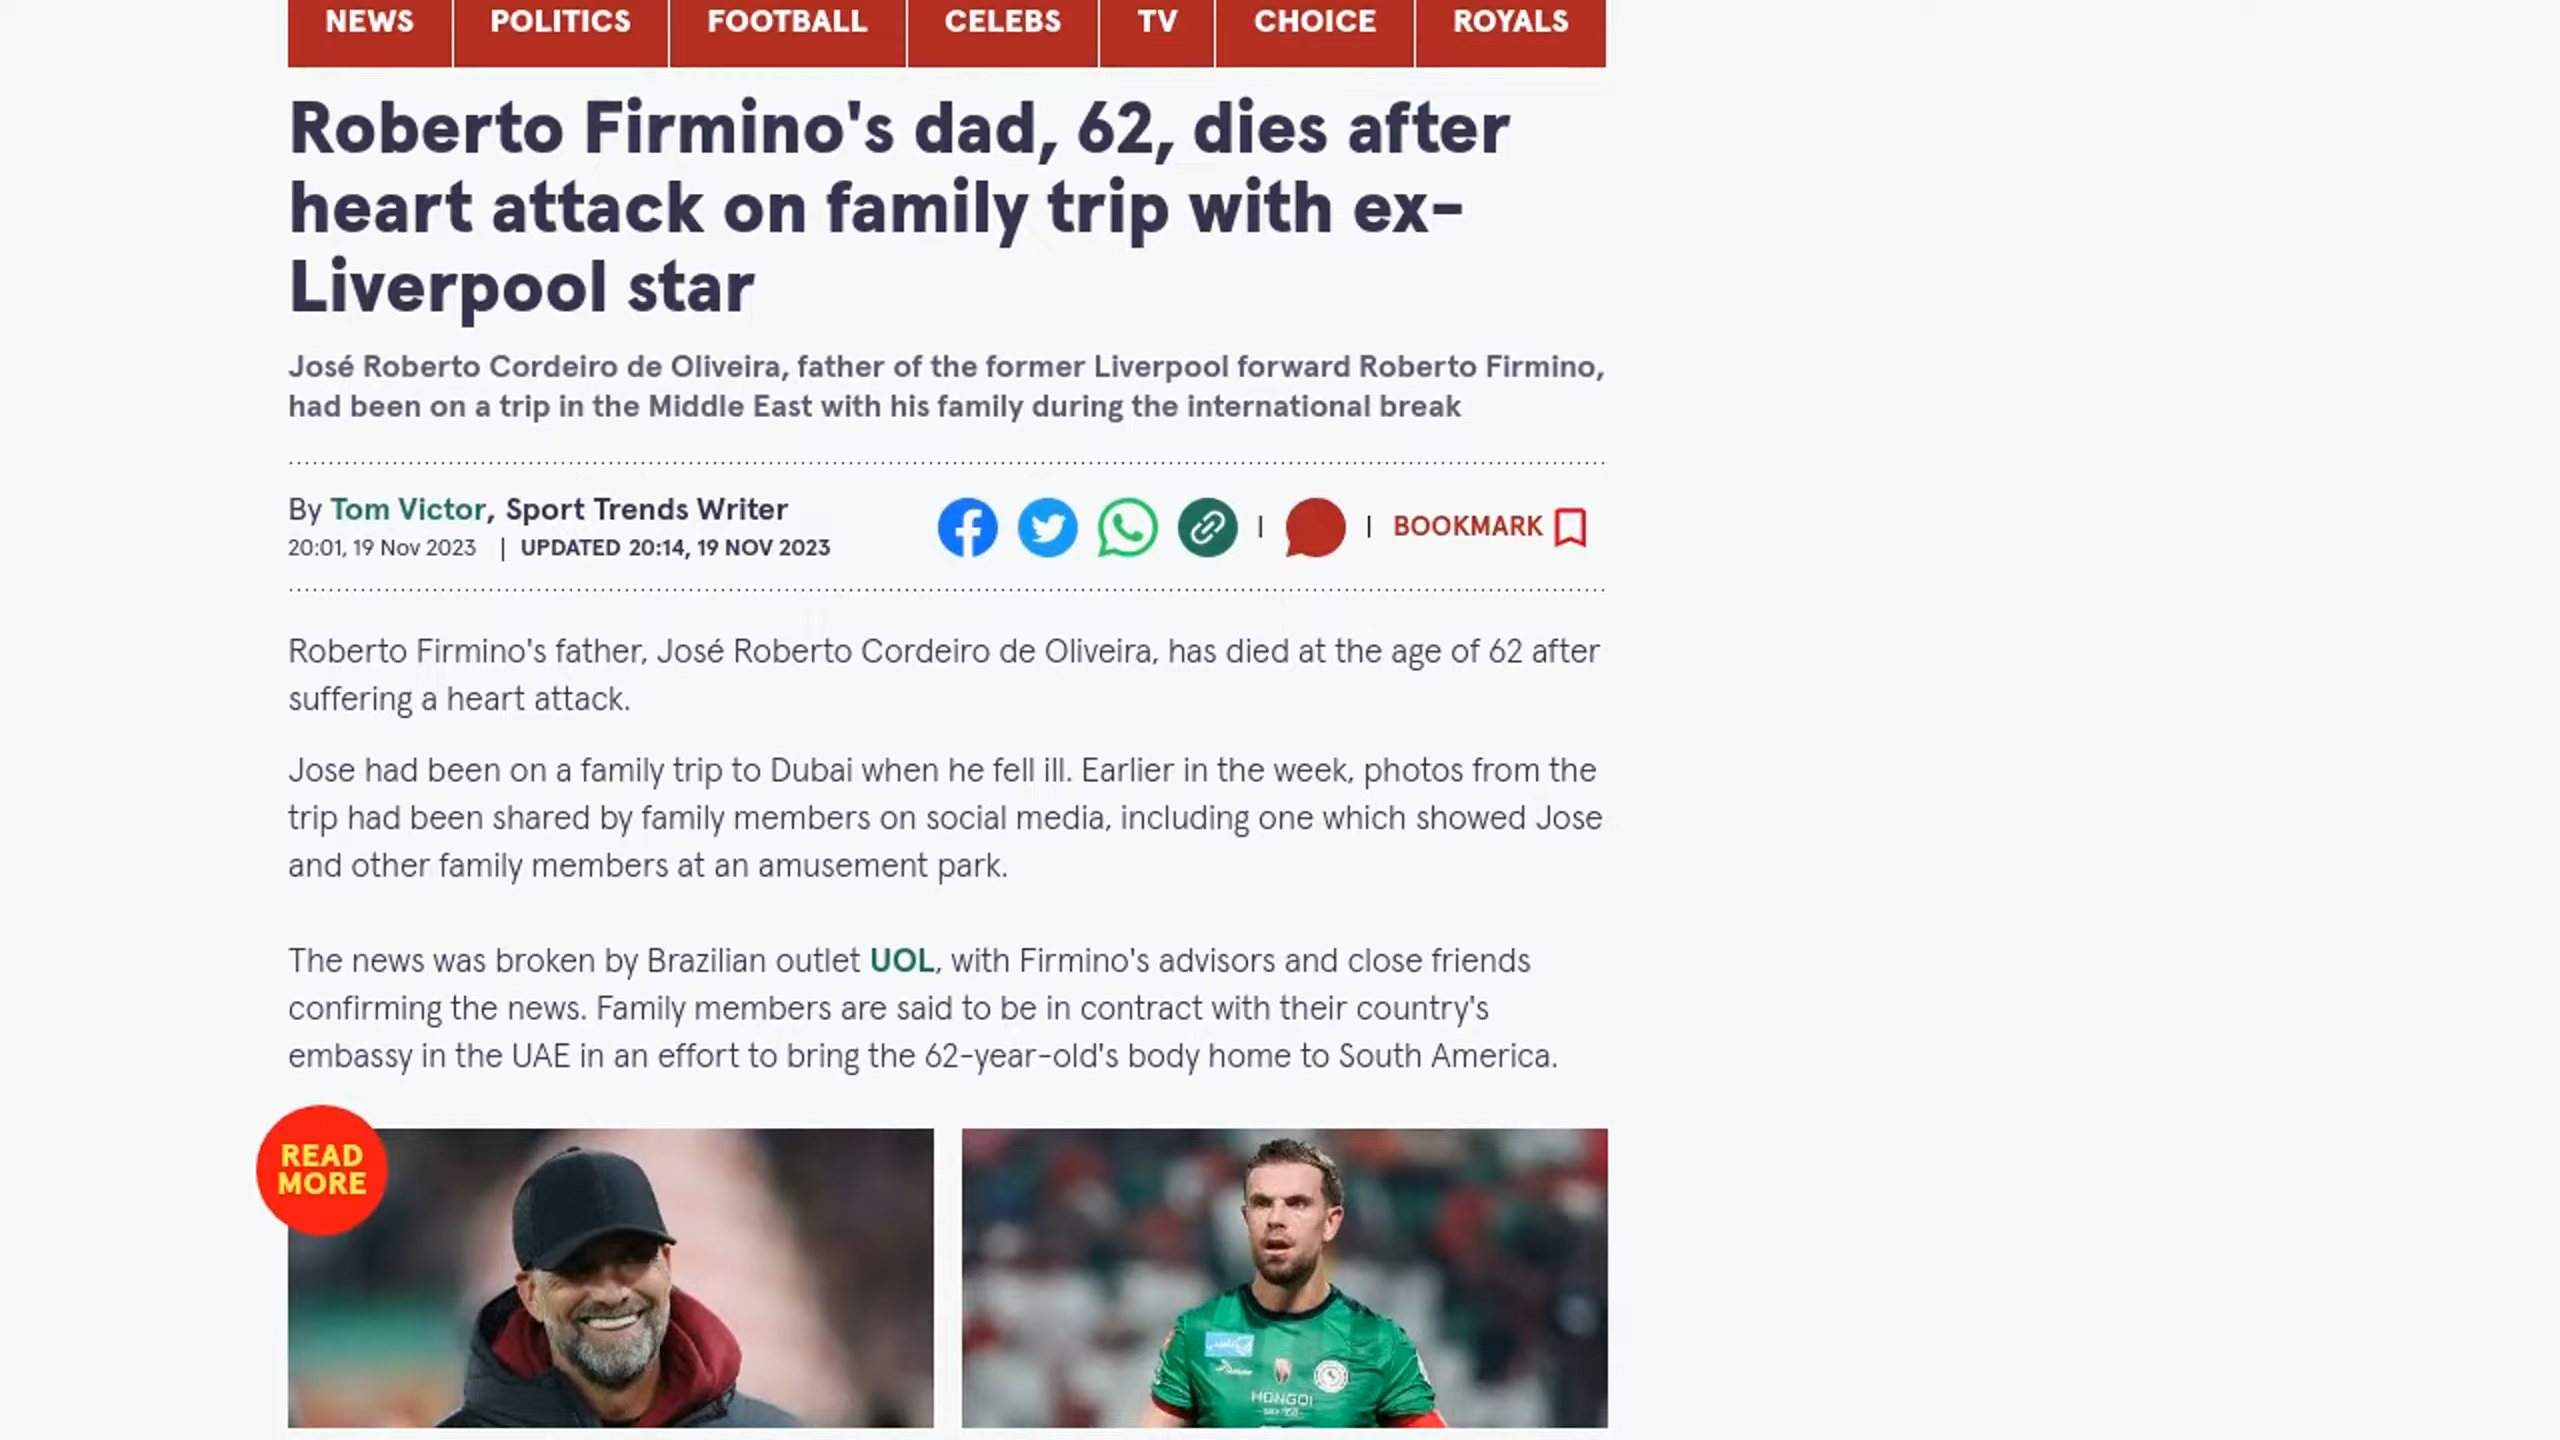 NEWS
POLITICS
FOOTBALL
CELEBS
TV
CHOICE
ROYALS
Roberto Firmino's dad, 62, dies after
heart attack on family trip with ex-
Liverpool star
José Roberto Cordeiro de Oliveira, father of the former Liverpool forward Roberto Firmino,
had been on a trip in the Middle East with his family during the international break
By Tom Victor, Sport Trends Writer
20:01, 19 Nov 2023 | UPDATED 20:14, 19 NOV 2023
| | BOOKMARK
Roberto Firmino's father, José Roberto Cordeiro de Oliveira, has died at the age of 62 after
suffering a heart attack.
Jose had been on a family trip to Dubai when he fell ill. Earlier in the week, photos from the
trip had been shared by family members on social media, including one which showed Jose
and other family members at an amusement park.
The news was broken by Brazilian outlet UOL, with Firmino's advisors and close friends
confirming the news. Family members are said to be in contract with their country's
embassy in the UAE in an effort to bring the 62-year-old's body home to South America.
READ
MORE
HONGQI